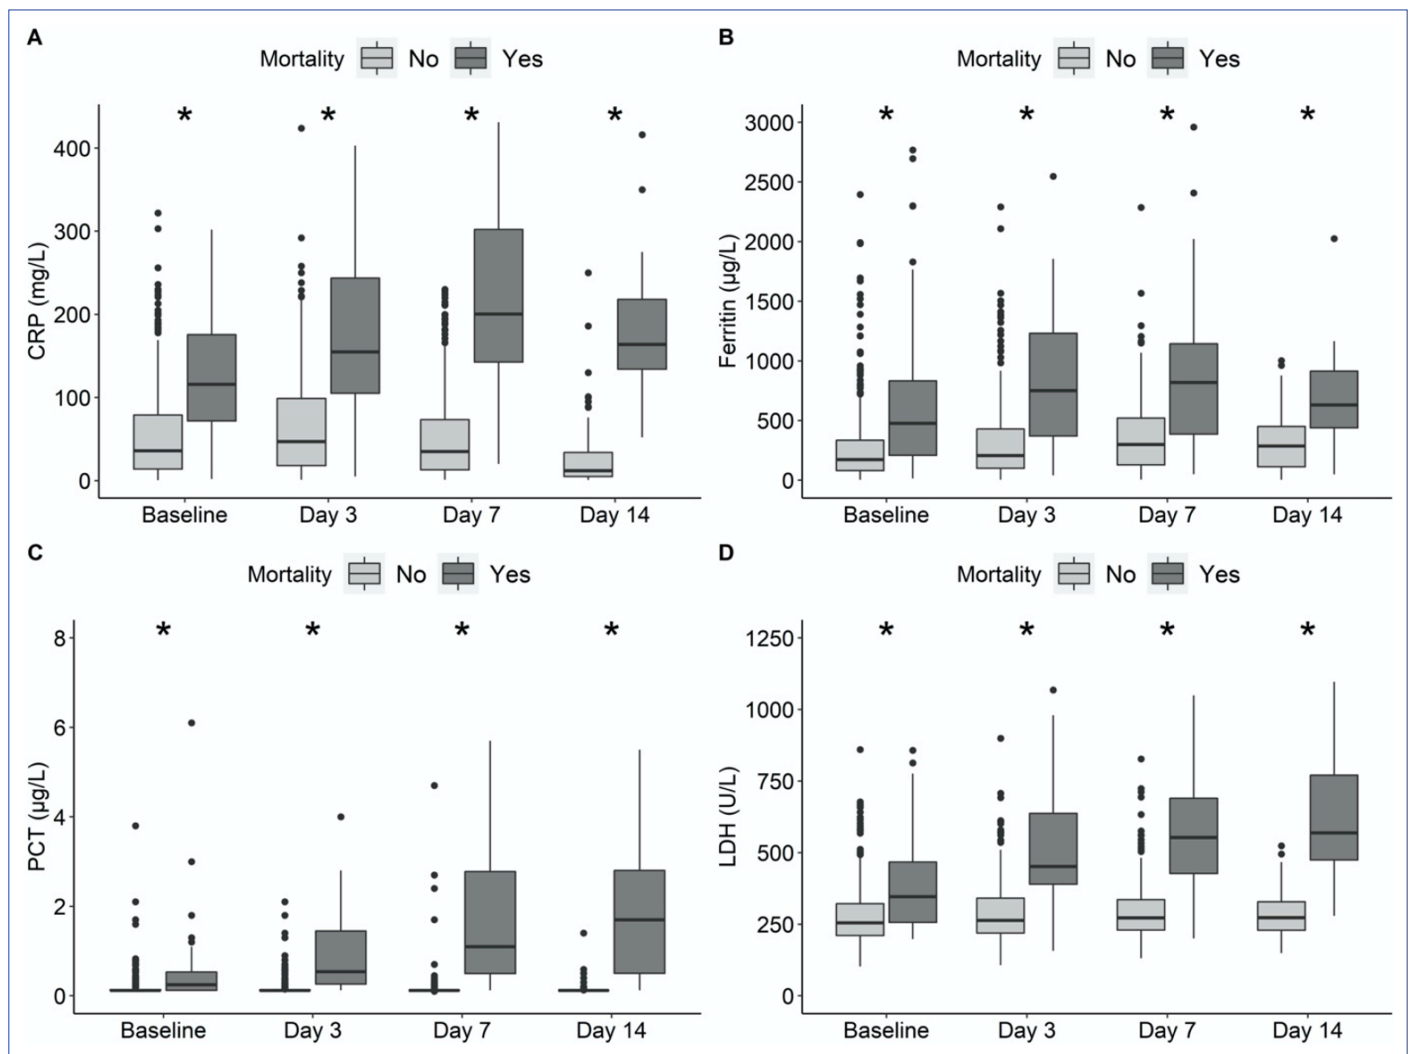 A
Mortality No Yes
* * * *
CRP (mg/L)
400
300
200
100
0
Baseline Day 3 Day 7 Day 14
B
Mortality No Yes
* * * *
Ferritin (µg/L)
3000
2500
2000
1500
1000
500
0
Baseline Day 3 Day 7 Day 14
C
Mortality No Yes
* * * *
PCT (µg/L)
8
6
4
2
0
Baseline Day 3 Day 7 Day 14
D
Mortality No Yes
* * * *
LDH (U/L)
1250
1000
750
500
250
0
Baseline Day 3 Day 7 Day 14